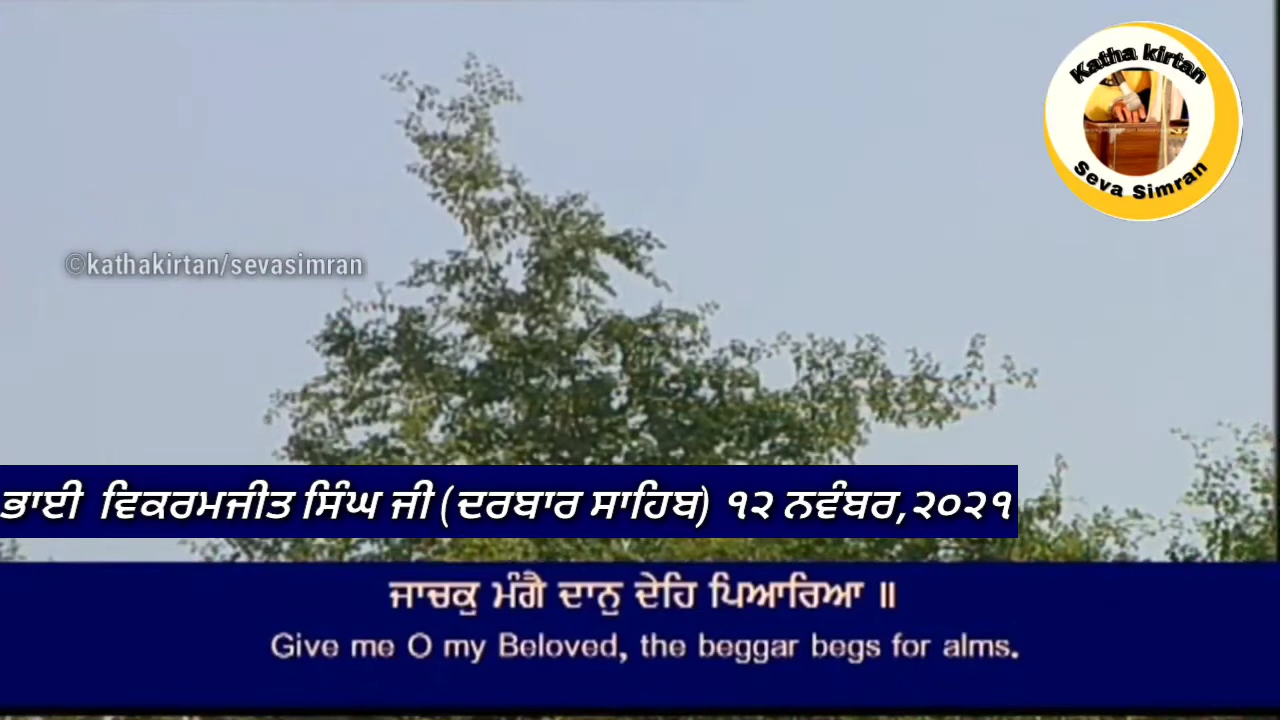 Katha kirtan
Seva Simran
©kathakirtan/sevasimran
ਭਾਈ ਵਿਕਰਮਜੀਤ ਸਿੰਘ ਜੀ (ਦਰਬਾਰ ਸਾਹਿਬ) ੧੨ ਨਵੰਬਰ,੨੦੨੧
ਜਾਚਕੁ ਮੰਗੈ ਦਾਨੁ ਦੇਹਿ ਪਿਆਰਿਆ ॥
Give me O my Beloved, the beggar begs for alms.